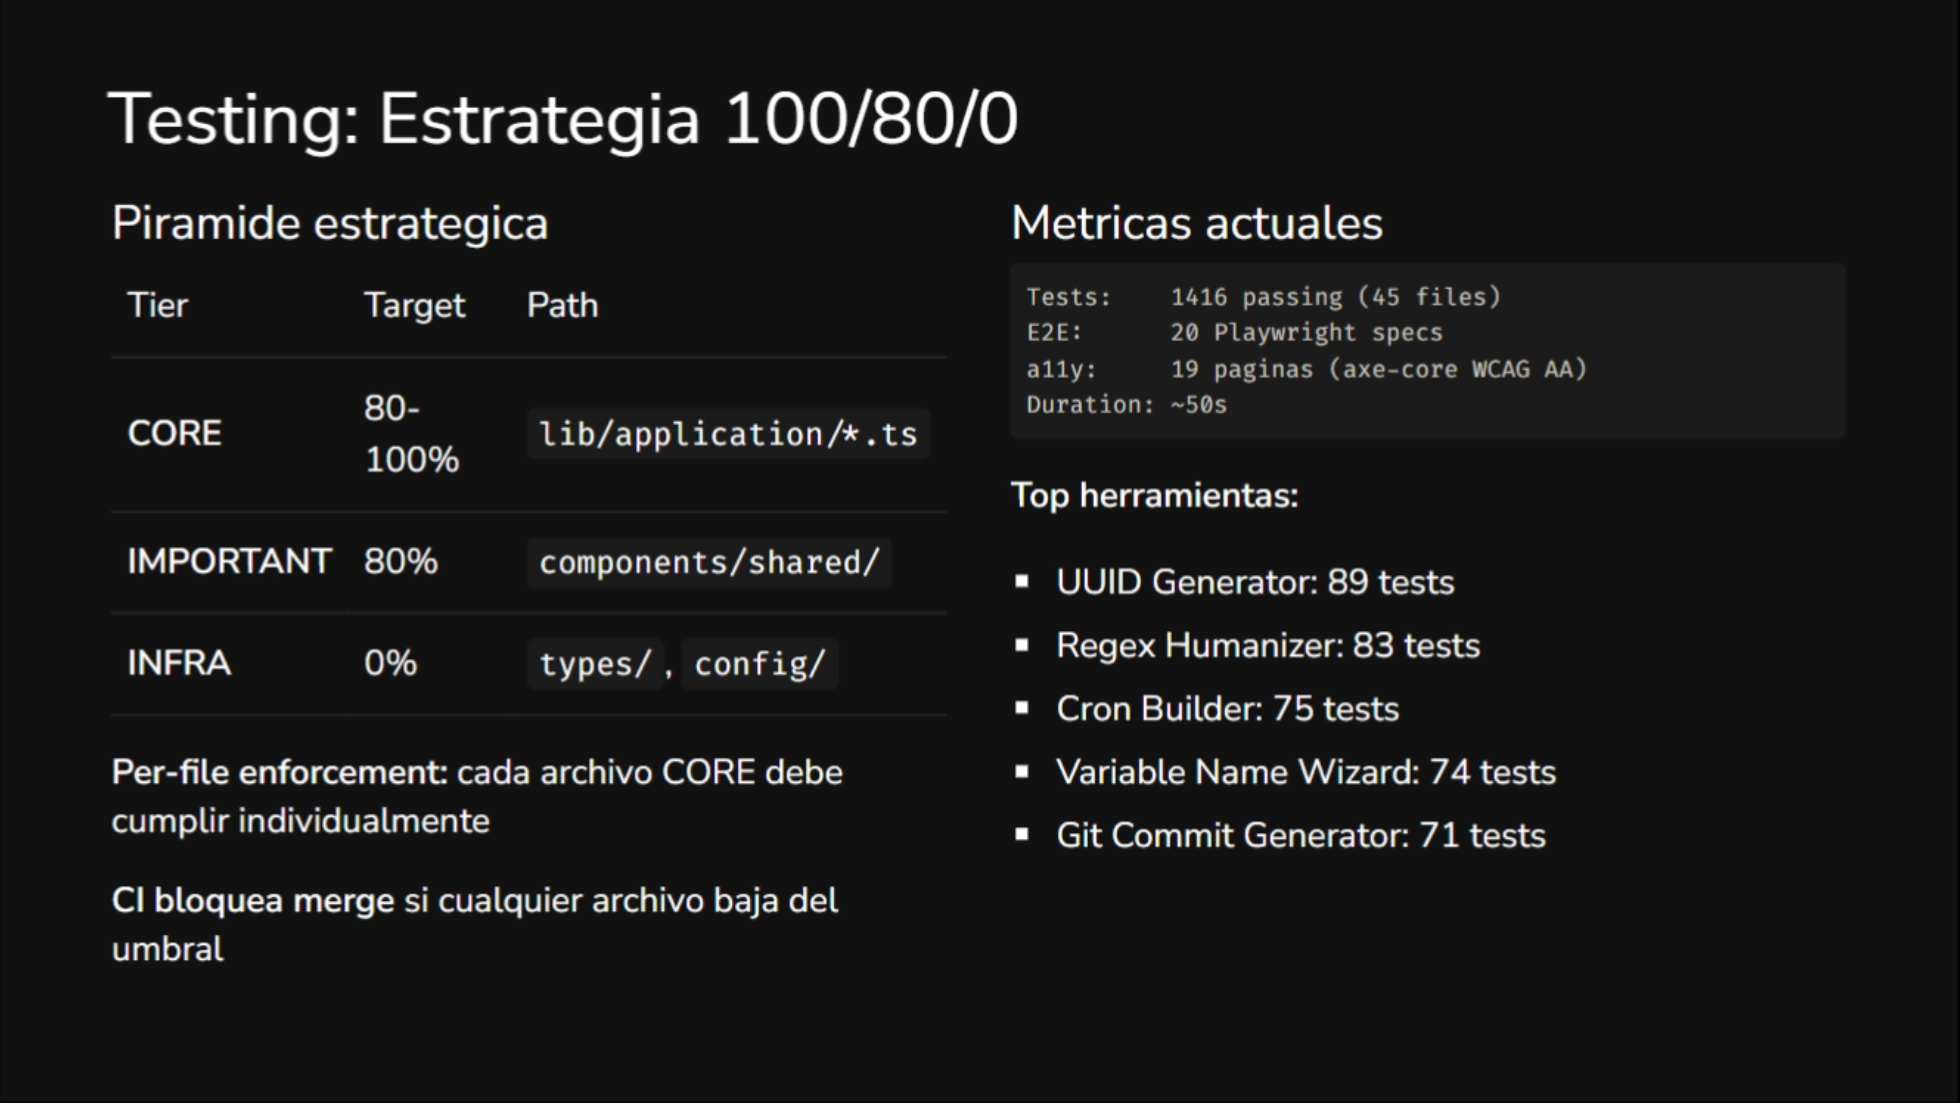 Testing: Estrategia 100/80/0
Piramide estrategica
Tier Target Path
CORE 80-
100% lib/application/*.ts
IMPORTANT 80% components/shared/
INFRA 0% types/, config/
Per-file enforcement: cada archivo CORE debe
cumplir individualmente
CI bloquea merge si cualquier archivo baja del
umbral
Metricas actuales
Tests: 1416 passing (45 files)
E2E: 20 Playwright specs
a11y: 19 paginas (axe-core WCAG AA)
Duration: ~50s
Top herramientas:
▪ UUID Generator: 89 tests
▪ Regex Humanizer: 83 tests
▪ Cron Builder: 75 tests
▪ Variable Name Wizard: 74 tests
▪ Git Commit Generator: 71 tests